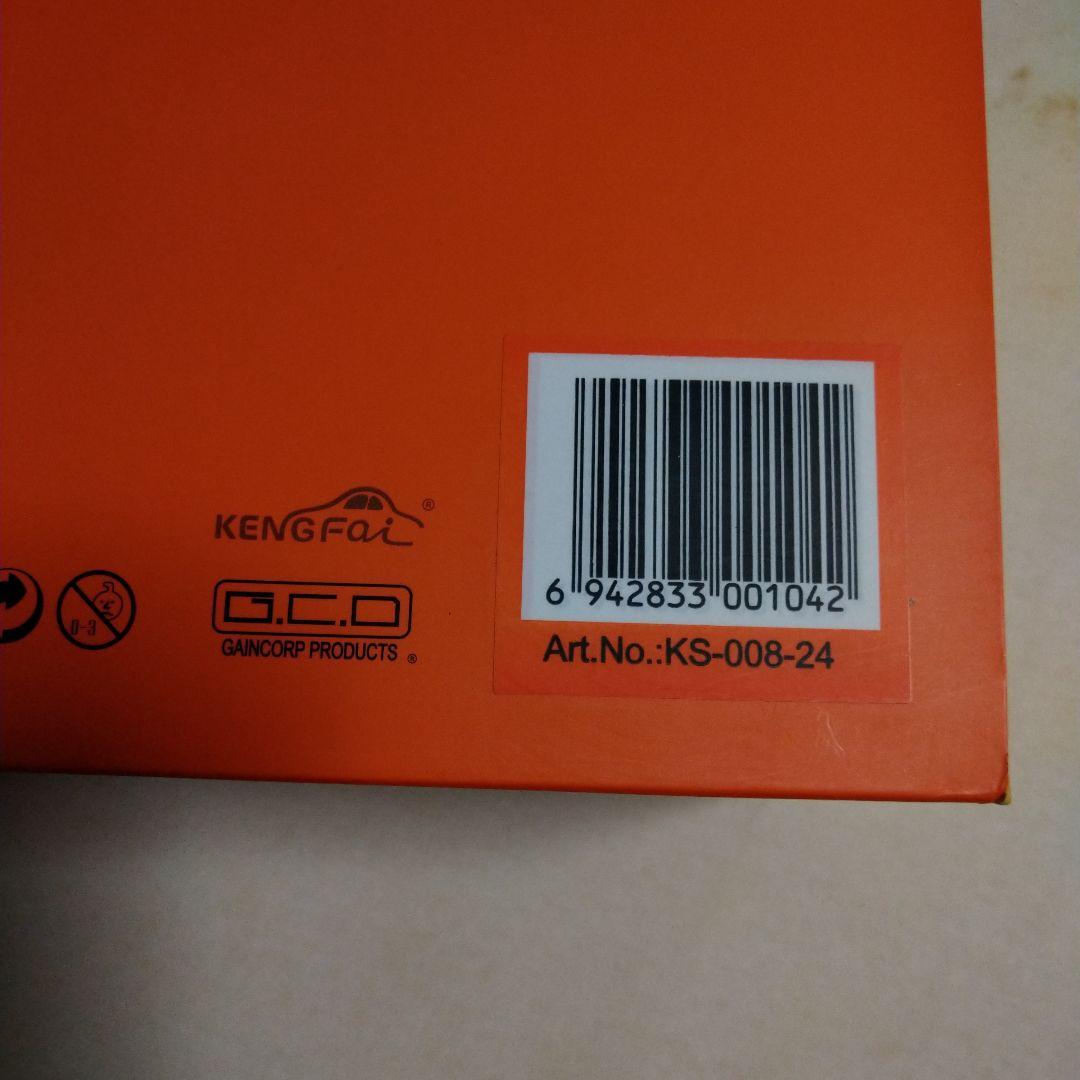 KENGFai ®
0-3
G.C.D
GAINCORP PRODUCTS ®
6 942833 001042
Art.No.:KS-008-24